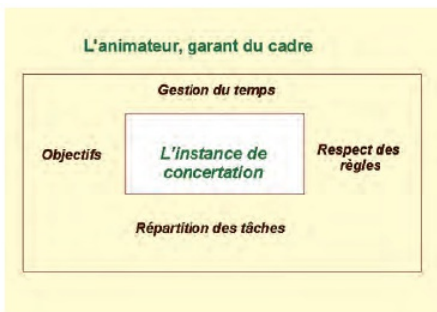 L'animateur, garant du cadre
Gestion du temps
Objectifs
L'instance de
concertation
Respect des
règles
Répartition des tâches